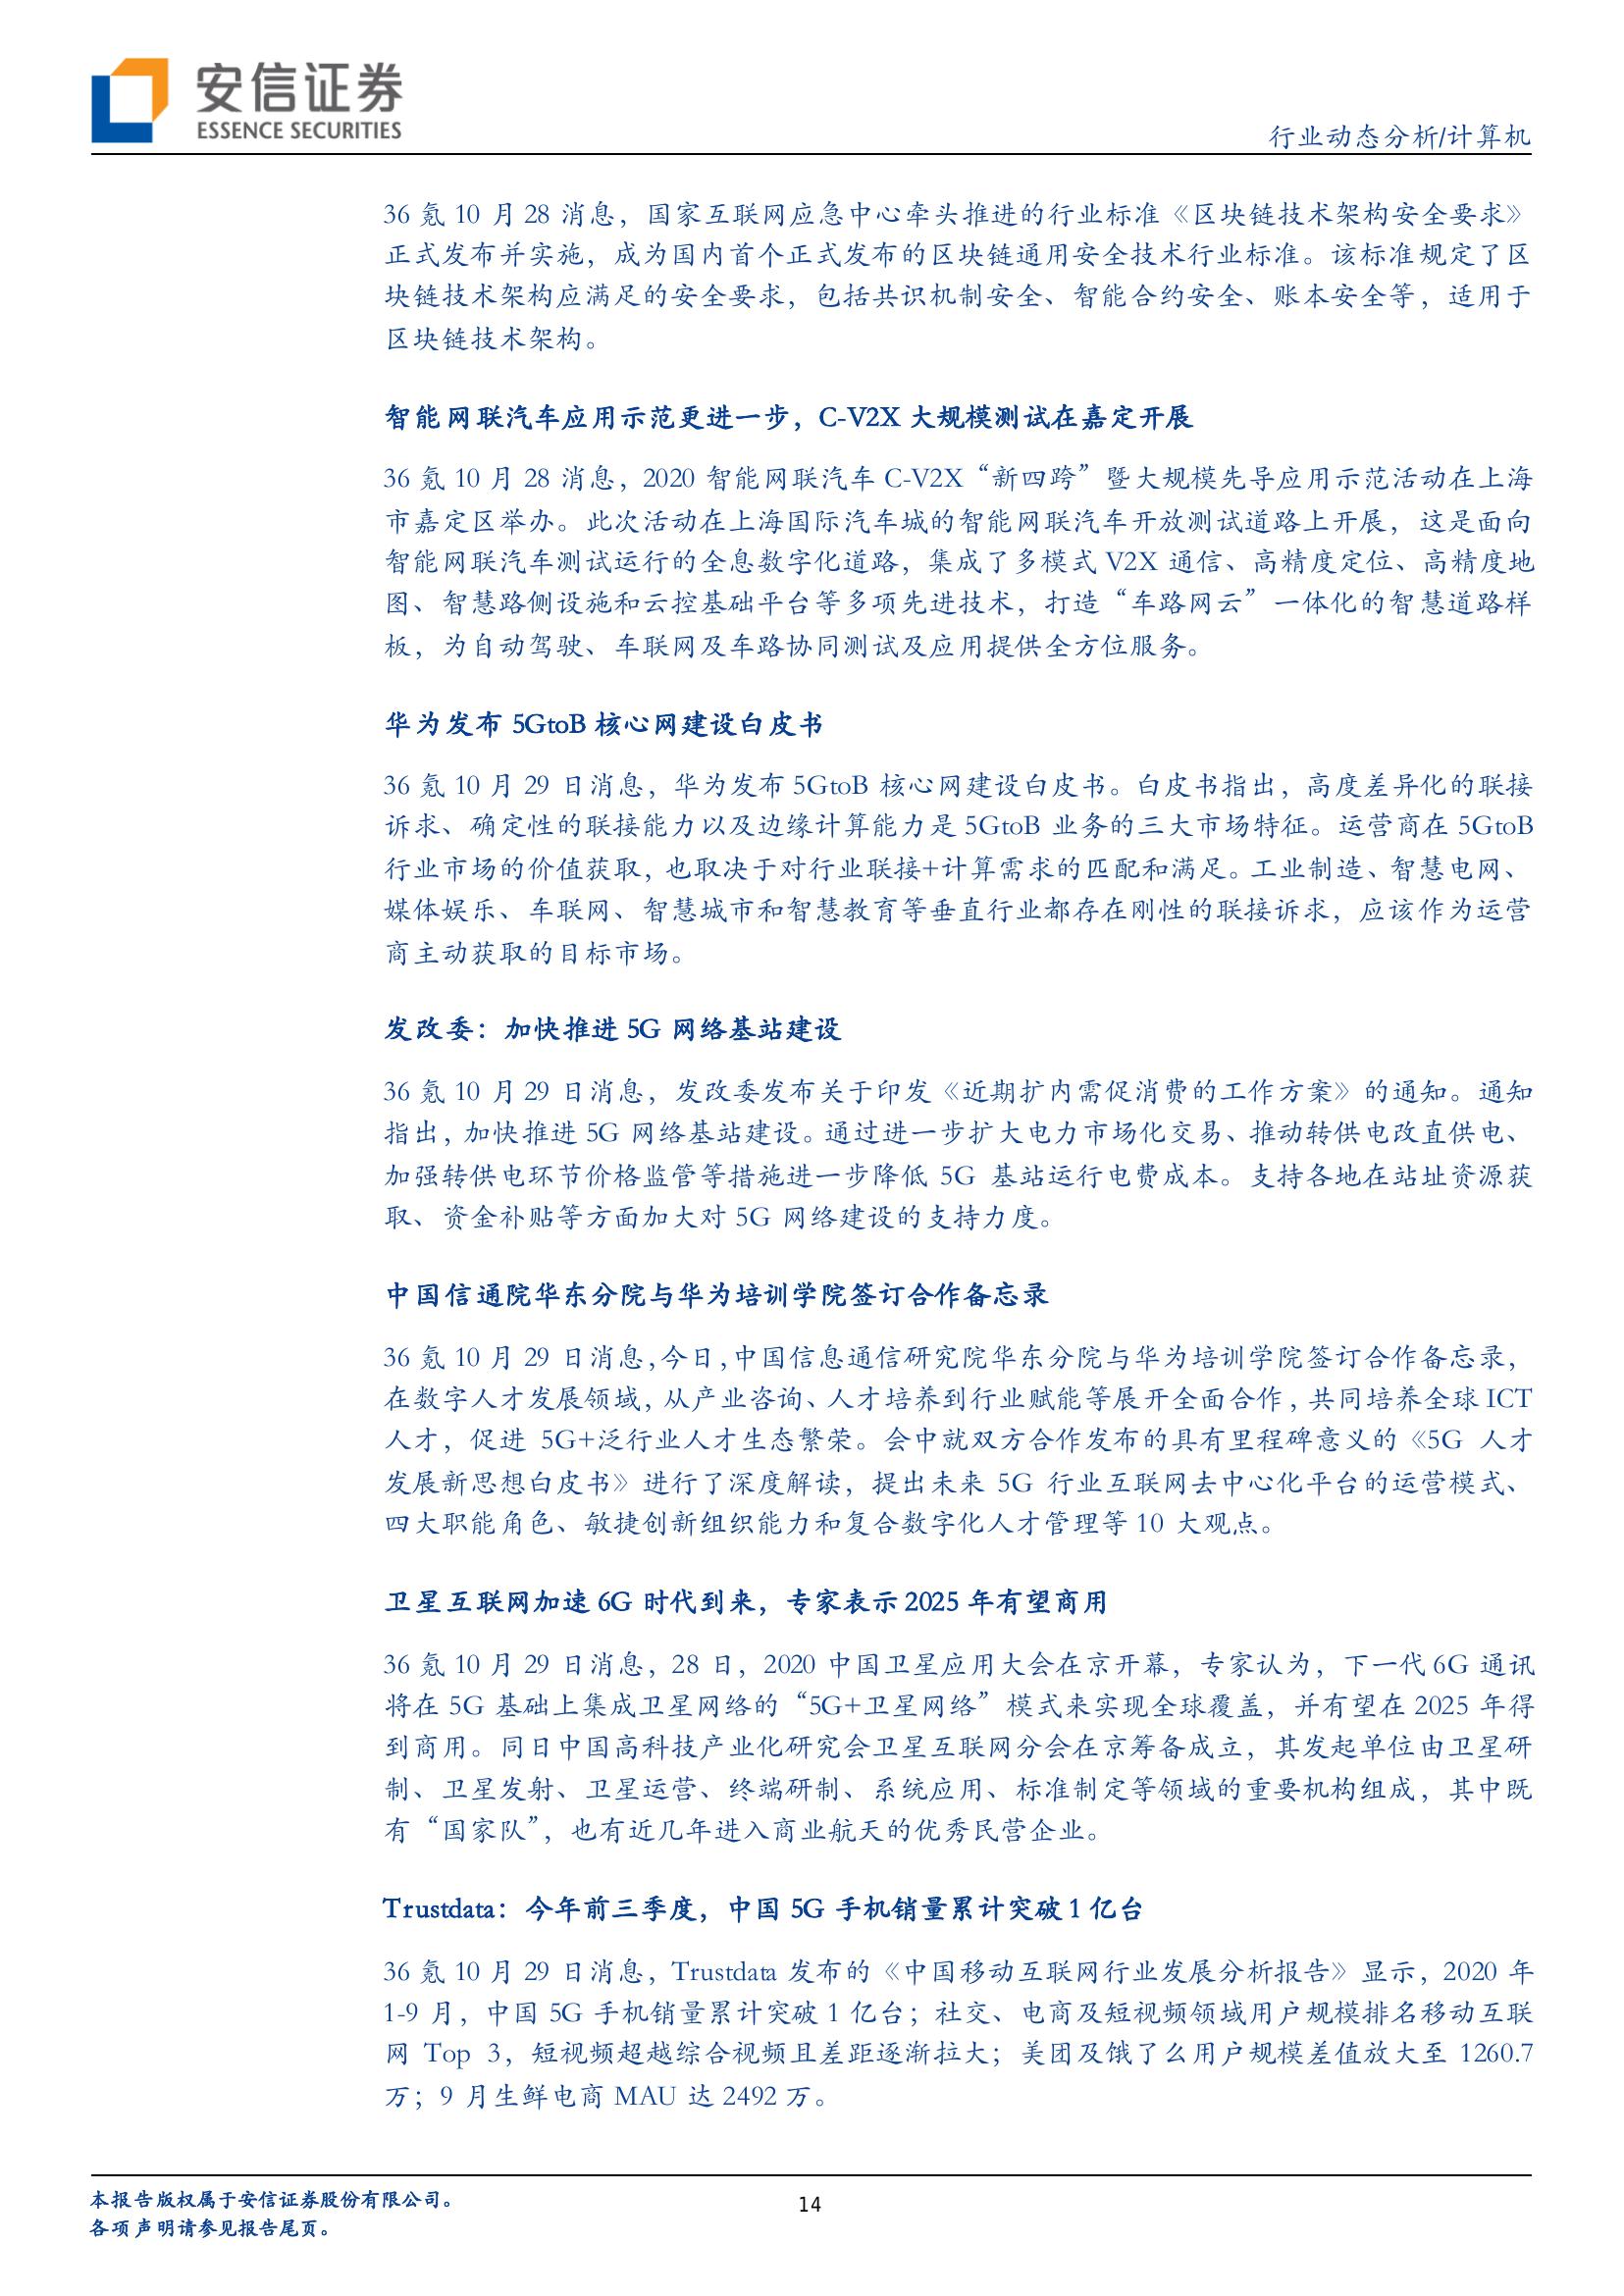 安信证券
ESSENCE SECURITIES
行业动态分析/计算机
36 氪 10 月 28 消息，国家互联网应急中心牵头推进的行业标准《区块链技术架构安全要求》
正式发布并实施，成为国内首个正式发布的区块链通用安全技术行业标准。该标准规定了区
块链技术架构应满足的安全要求，包括共识机制安全、智能合约安全、账本安全等，适用于
区块链技术架构。
智能网联汽车应用示范更进一步，C-V2X 大规模测试在嘉定开展
36 氪 10 月 28 消息，2020 智能网联汽车 C-V2X“新四跨”暨大规模先导应用示范活动在上海
市嘉定区举办。此次活动在上海国际汽车城的智能网联汽车开放测试道路上开展，这是面向
智能网联汽车测试运行的全息数字化道路，集成了多模式 V2X 通信、高精度定位、高精度地
图、智慧路侧设施和云控基础平台等多项先进技术，打造“车路网云”一体化的智慧道路样
板，为自动驾驶、车联网及车路协同测试及应用提供全方位服务。
华为发布 5GtoB 核心网建设白皮书
36 氪 10 月 29 日消息，华为发布 5GtoB 核心网建设白皮书。白皮书指出，高度差异化的联接
诉求、确定性的联接能力以及边缘计算能力是 5GtoB 业务的三大市场特征。运营商在 5GtoB
行业市场的价值获取，也取决于对行业联接+计算需求的匹配和满足。工业制造、智慧电网、
媒体娱乐、车联网、智慧城市和智慧教育等垂直行业都存在刚性的联接诉求，应该作为运营
商主动获取的目标市场。
发改委：加快推进 5G 网络基站建设
36 氪 10 月 29 日消息，发改委发布关于印发《近期扩内需促消费的工作方案》的通知。通知
指出，加快推进 5G 网络基站建设。通过进一步扩大电力市场化交易、推动转供电改直供电、
加强转供电环节价格监管等措施进一步降低 5G 基站运行电费成本。支持各地在站址资源获
取、资金补贴等方面加大对 5G 网络建设的支持力度。
中国信通院华东分院与华为培训学院签订合作备忘录
36 氪 10 月 29 日消息，今日，中国信息通信研究院华东分院与华为培训学院签订合作备忘录，
在数字人才发展领域，从产业咨询、人才培养到行业赋能等展开全面合作，共同培养全球 ICT
人才，促进 5G+泛行业人才生态繁荣。会中就双方合作发布的具有里程碑意义的《5G 人才
发展新思想白皮书》进行了深度解读，提出未来 5G 行业互联网去中心化平台的运营模式、
四大职能角色、敏捷创新组织能力和复合数字化人才管理等 10 大观点。
卫星互联网加速 6G 时代到来，专家表示 2025 年有望商用
36 氪 10 月 29 日消息，28 日，2020 中国卫星应用大会在京开幕，专家认为，下一代 6G 通讯
将在 5G 基础上集成卫星网络的“5G+卫星网络”模式来实现全球覆盖，并有望在 2025 年得
到商用。同日中国高科技产业化研究会卫星互联网分会在京筹备成立，其发起单位由卫星研
制、卫星发射、卫星运营、终端研制、系统应用、标准制定等领域的重要机构组成，其中既
有“国家队”，也有近几年进入商业航天的优秀民营企业。
Trustdata：今年前三季度，中国 5G 手机销量累计突破 1 亿台
36 氪 10 月 29 日消息，Trustdata 发布的《中国移动互联网行业发展分析报告》显示，2020 年
1-9 月，中国 5G 手机销量累计突破 1 亿台；社交、电商及短视频领域用户规模排名移动互联
网 Top 3，短视频超越综合视频且差距逐渐拉大；美团及饿了么用户规模差值放大至 1260.7
万；9 月生鲜电商 MAU 达 2492 万。
本报告版权属于安信证券股份有限公司。
各项声明请参见报告尾页。
14